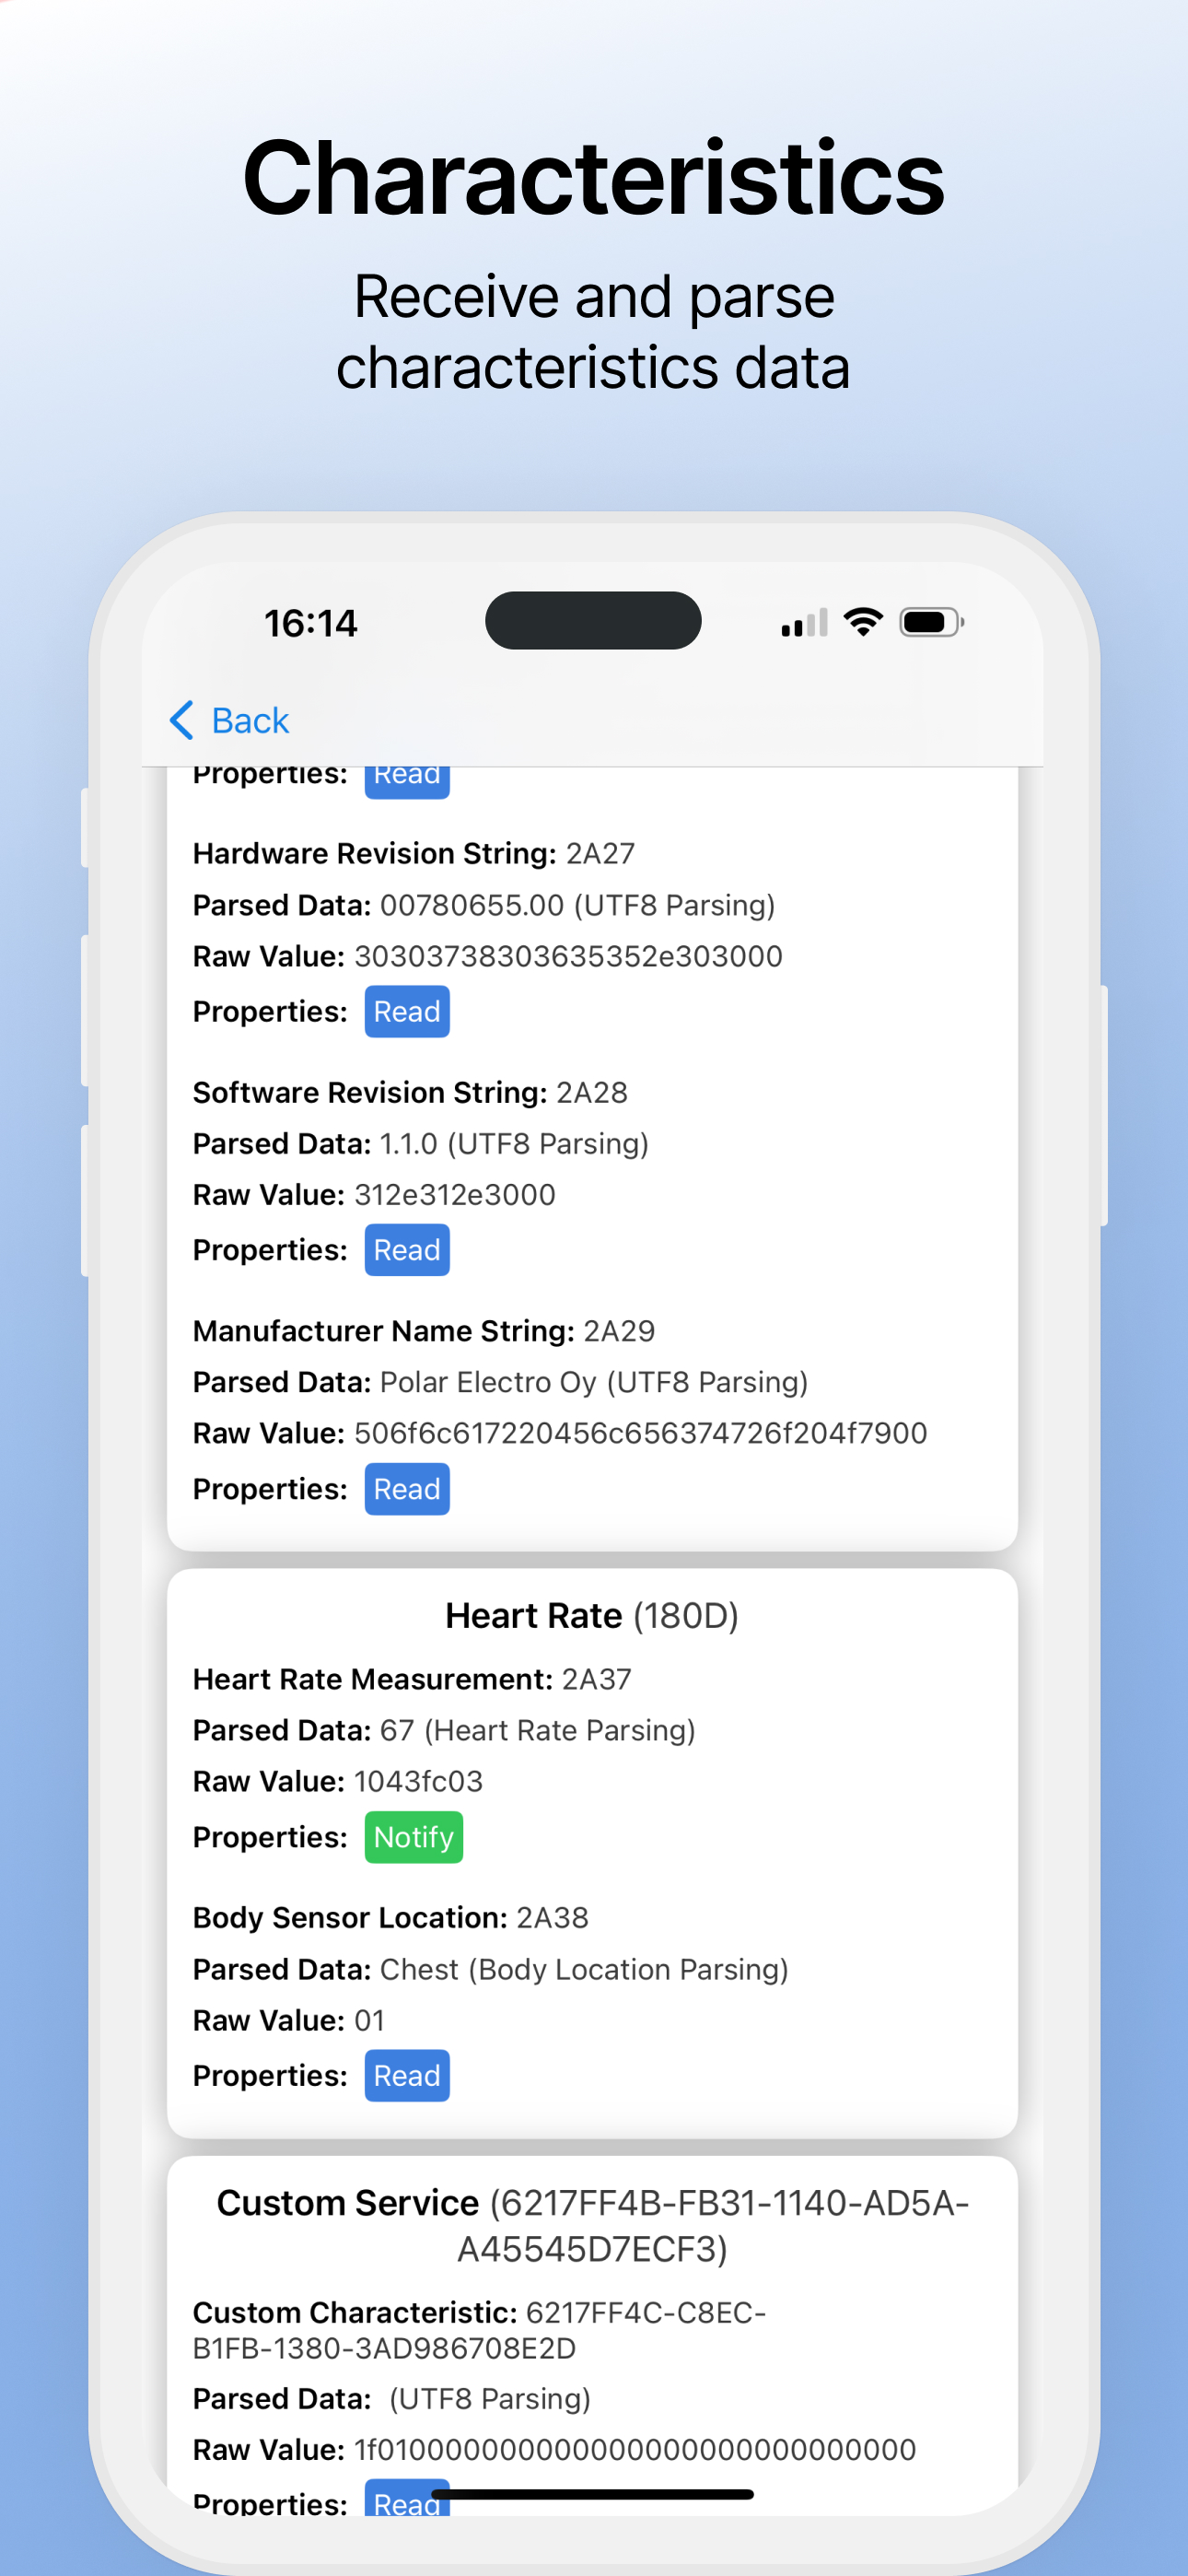 Characteristics
Receive and parse
characteristics data
16:14
Back
Properties: Read
Hardware Revision String: 2A27
Parsed Data: 00780655.00 (UTF8 Parsing)
Raw Value: 30303738303635352e303000
Properties: Read
Software Revision String: 2A28
Parsed Data: 1.1.0 (UTF8 Parsing)
Raw Value: 312e312e3000
Properties: Read
Manufacturer Name String: 2A29
Parsed Data: Polar Electro Oy (UTF8 Parsing)
Raw Value: 506f6c617220456c656374726f204f7900
Properties: Read
Heart Rate (180D)
Heart Rate Measurement: 2A37
Parsed Data: 67 (Heart Rate Parsing)
Raw Value: 1043fc03
Properties: Notify
Body Sensor Location: 2A38
Parsed Data: Chest (Body Location Parsing)
Raw Value: 01
Properties: Read
Custom Service (6217FF4B-FB31-1140-AD5A-
A45545D7ECF3)
Custom Characteristic: 6217FF4C-C8EC-
B1FB-1380-3AD986708E2D
Parsed Data: (UTF8 Parsing)
Raw Value: 1f01000000000000000000000000000
Properties: Read